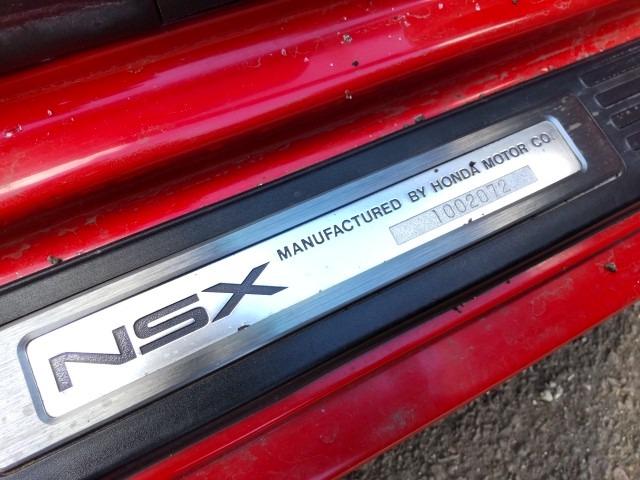 NSX
MANUFACTURED BY HONDA MOTOR CO.
1002072